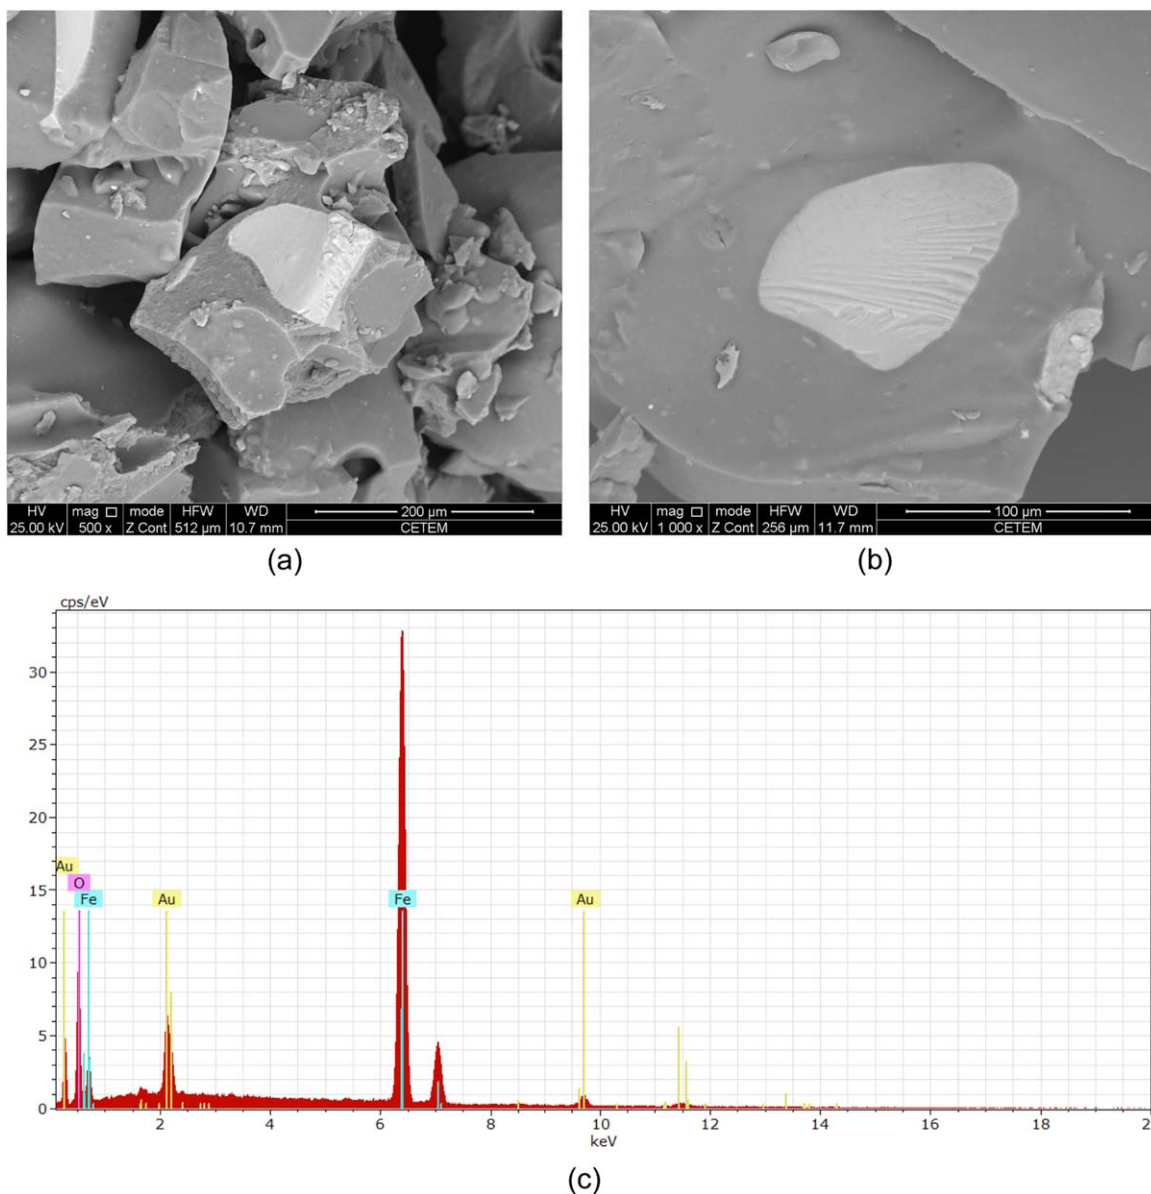 HV mag mode HFW WD 200 µm
25.00 kV 500 x Z Cont 512 µm 10.7 mm CETEM
HV mag mode HFW WD 100 µm
25.00 kV 1 000 x Z Cont 256 µm 11.7 mm CETEM
(a) (b)
cps/eV
30
25
20
15
10
5
0
Au
O
Fe
Au
Fe
Au
2 4 6 8 10 12 14 16 18 2
keV
(c)